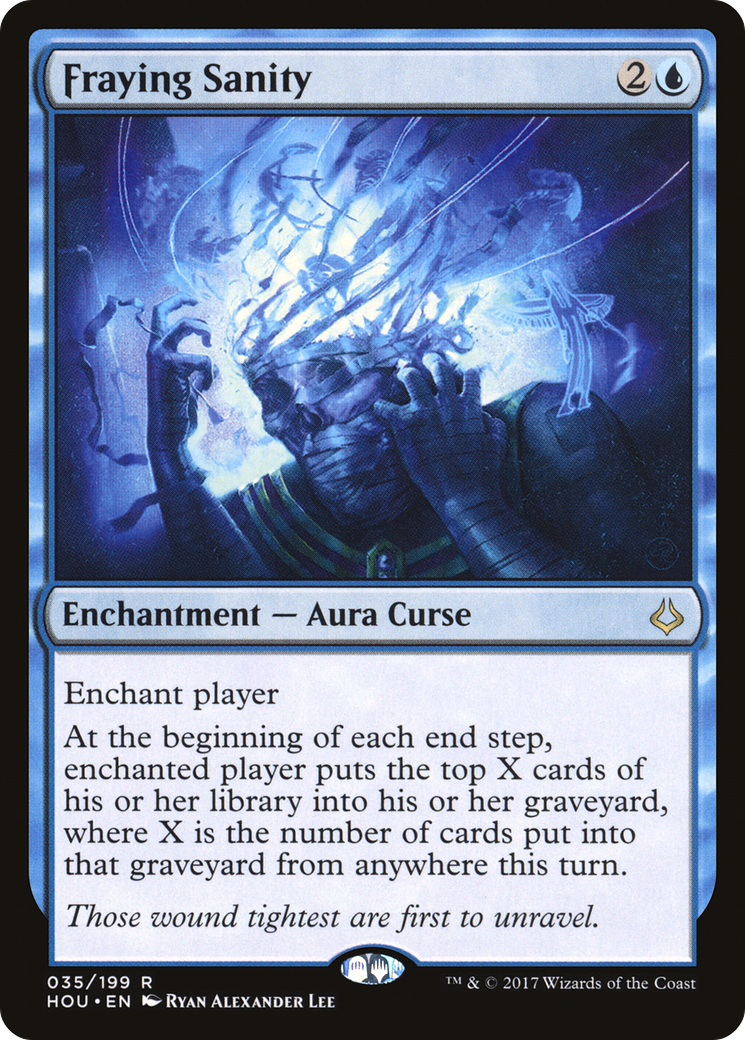 Fraying Sanity 2
Enchantment — Aura Curse
Enchant player
At the beginning of each end step,
enchanted player puts the top X cards of
his or her library into his or her graveyard,
where X is the number of cards put into
that graveyard from anywhere this turn.
Those wound tightest are first to unravel.
035/199 R
HOU • EN Ryan Alexander Lee
™ & © 2017 Wizards of the Coast